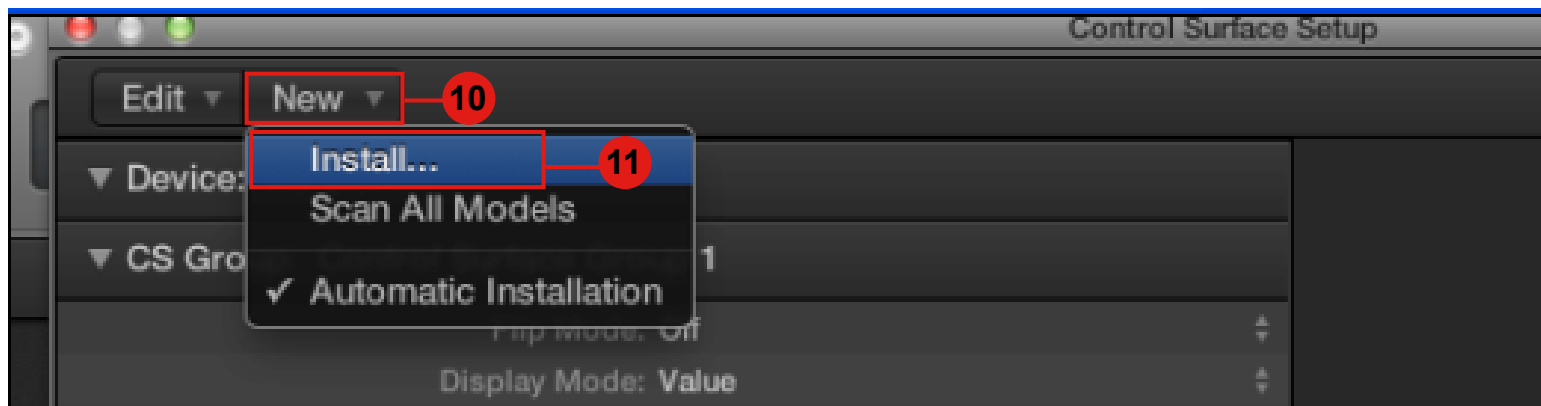 Control Surface Setup
Edit New 10
Install... 11
Device:
Scan All Models
CS Gro 1
Automatic Installation
Flip Mode: Off
Display Mode: Value